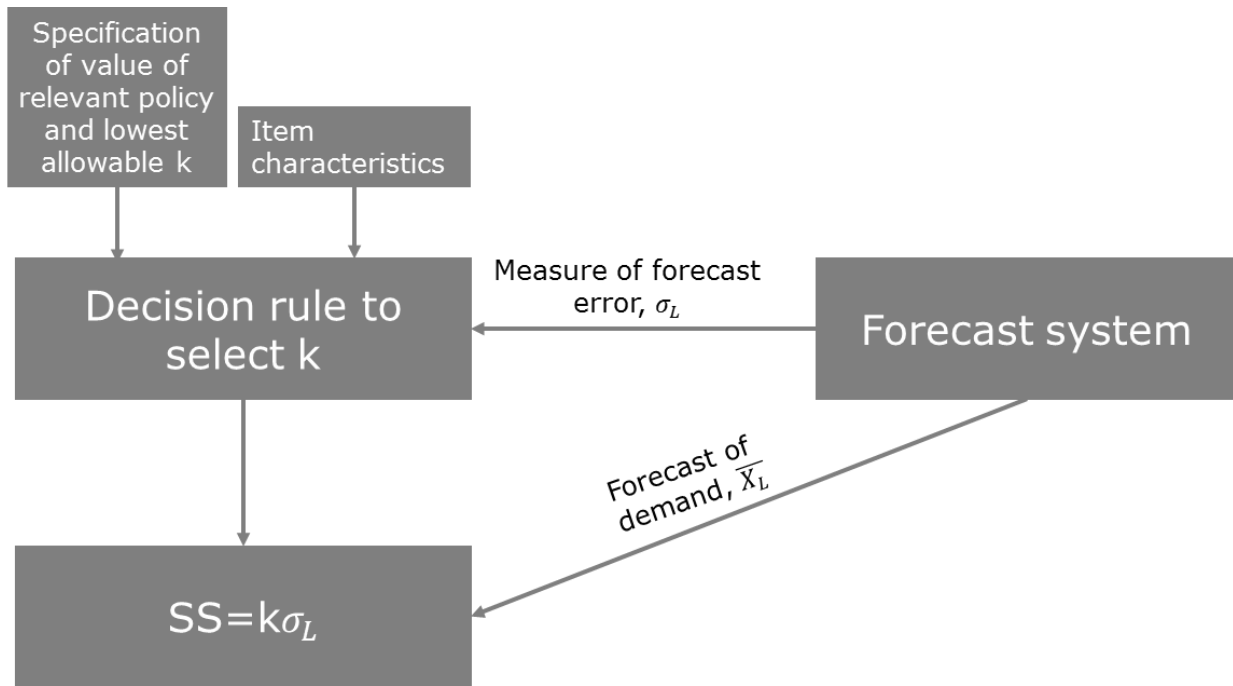 Specification
of value of
relevant policy
and lowest
allowable k
Item
characteristics
Decision rule to
select k
Measure of forecast
error, σ_L
Forecast system
Forecast of
demand, X̅_L
SS=kσ_L